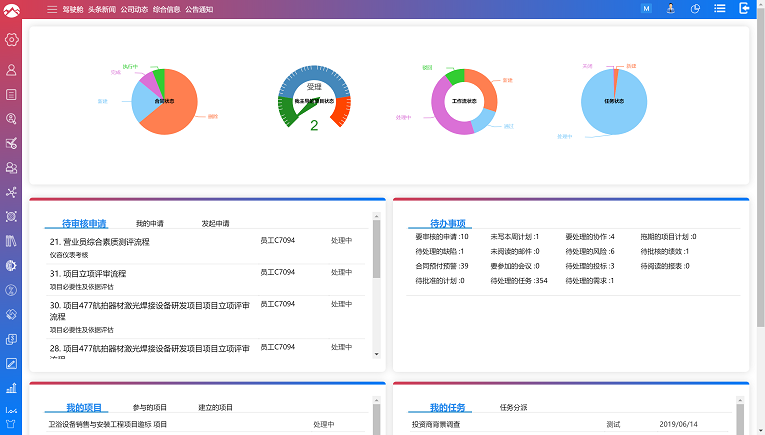 驾驶舱 头条新闻 公司动态 综合信息 公告通知
M
执行中
完成
新建
合同状态
受理
2
驳回
新建
处理中
通过
工作流状态
关闭
新建
处理中
任务状态
待审核申请 我的申请 发起申请
21. 营业员综合素质测评流程 员工C7094 处理中
仪容仪表考核
31. 项目立项评审流程 员工C7094 处理中
项目必要性及依据评估
30. 项目477航拍器材激光焊接设备研发项目项目立项评审流程 员工C7094 处理中
项目必要性及依据评估
28. 项目477航拍器材激光焊接设备研发项目项目立项评审流程 员工C7094 处理中
待办事项
要审核的申请 :10 未写本周计划 :1 要处理的协作 :4 拖期的项目计划 :0
待处理的缺陷 :1 未阅读的邮件 :0 待处理的风险 :6 待批核的绩效 :1
合同预付预警 :39 要参加的会议 :0 待处理的投标 :3 待阅读的报表 :0
待批准的计划 :0 待处理的任务 :354 待处理的需求 :1
我的项目 参与的项目 建立的项目
卫浴设备销售与安装工程项目邀标 项目 处理中
我的任务 任务分派
投资商背景调查 测试 2019/06/14